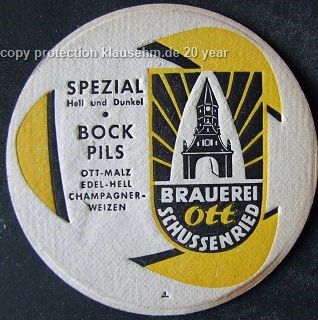 copy protection klausehm.de 20 year
SPEZIAL
Hell und Dunkel
•
BOCK
PILS
OTT-MALZ
EDEL-HELL
CHAMPAGNER-
WEIZEN
BRAUEREI
Ott
SCHUSSENRIED